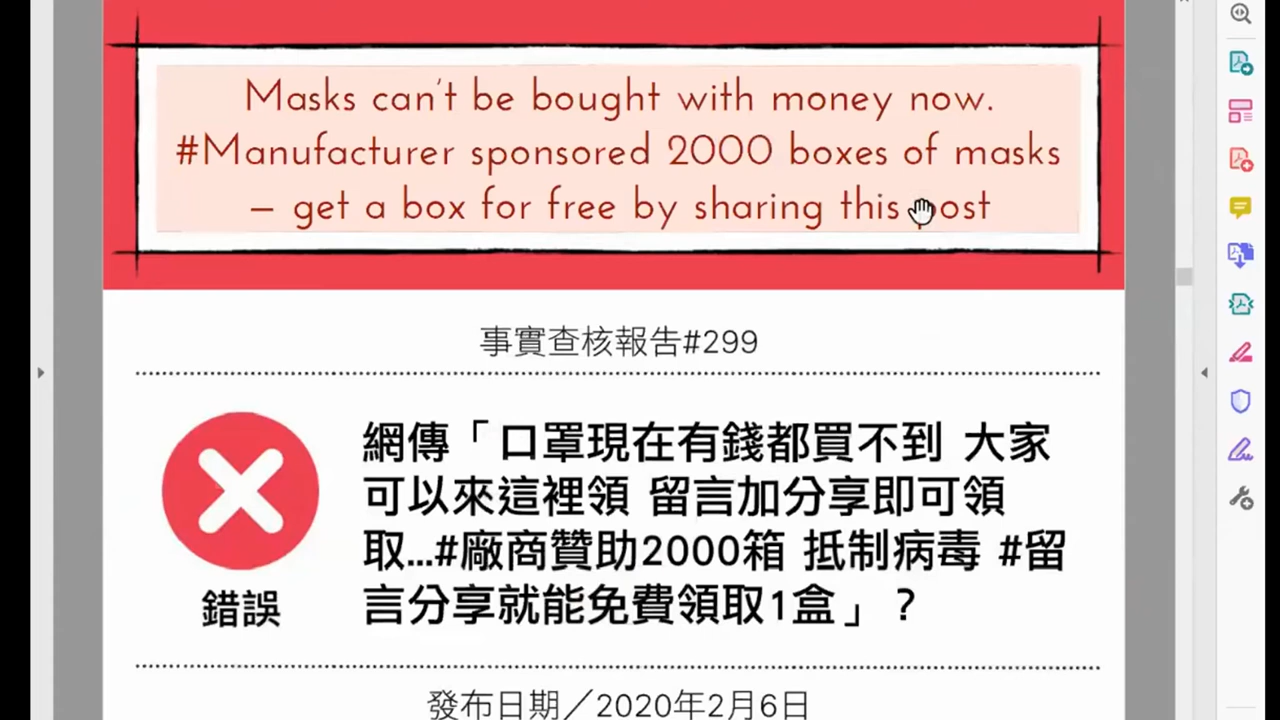 Masks can't be bought with money now.
#Manufacturer sponsored 2000 boxes of masks
– get a box for free by sharing this post
事實查核報告#299
網傳「口罩現在有錢都買不到 大家
可以來這裡領 留言加分享即可領
取...#廠商贊助2000箱 抵制病毒 #留
言分享就能免費領取1盒」？
錯誤
發布日期／2020年2月6日